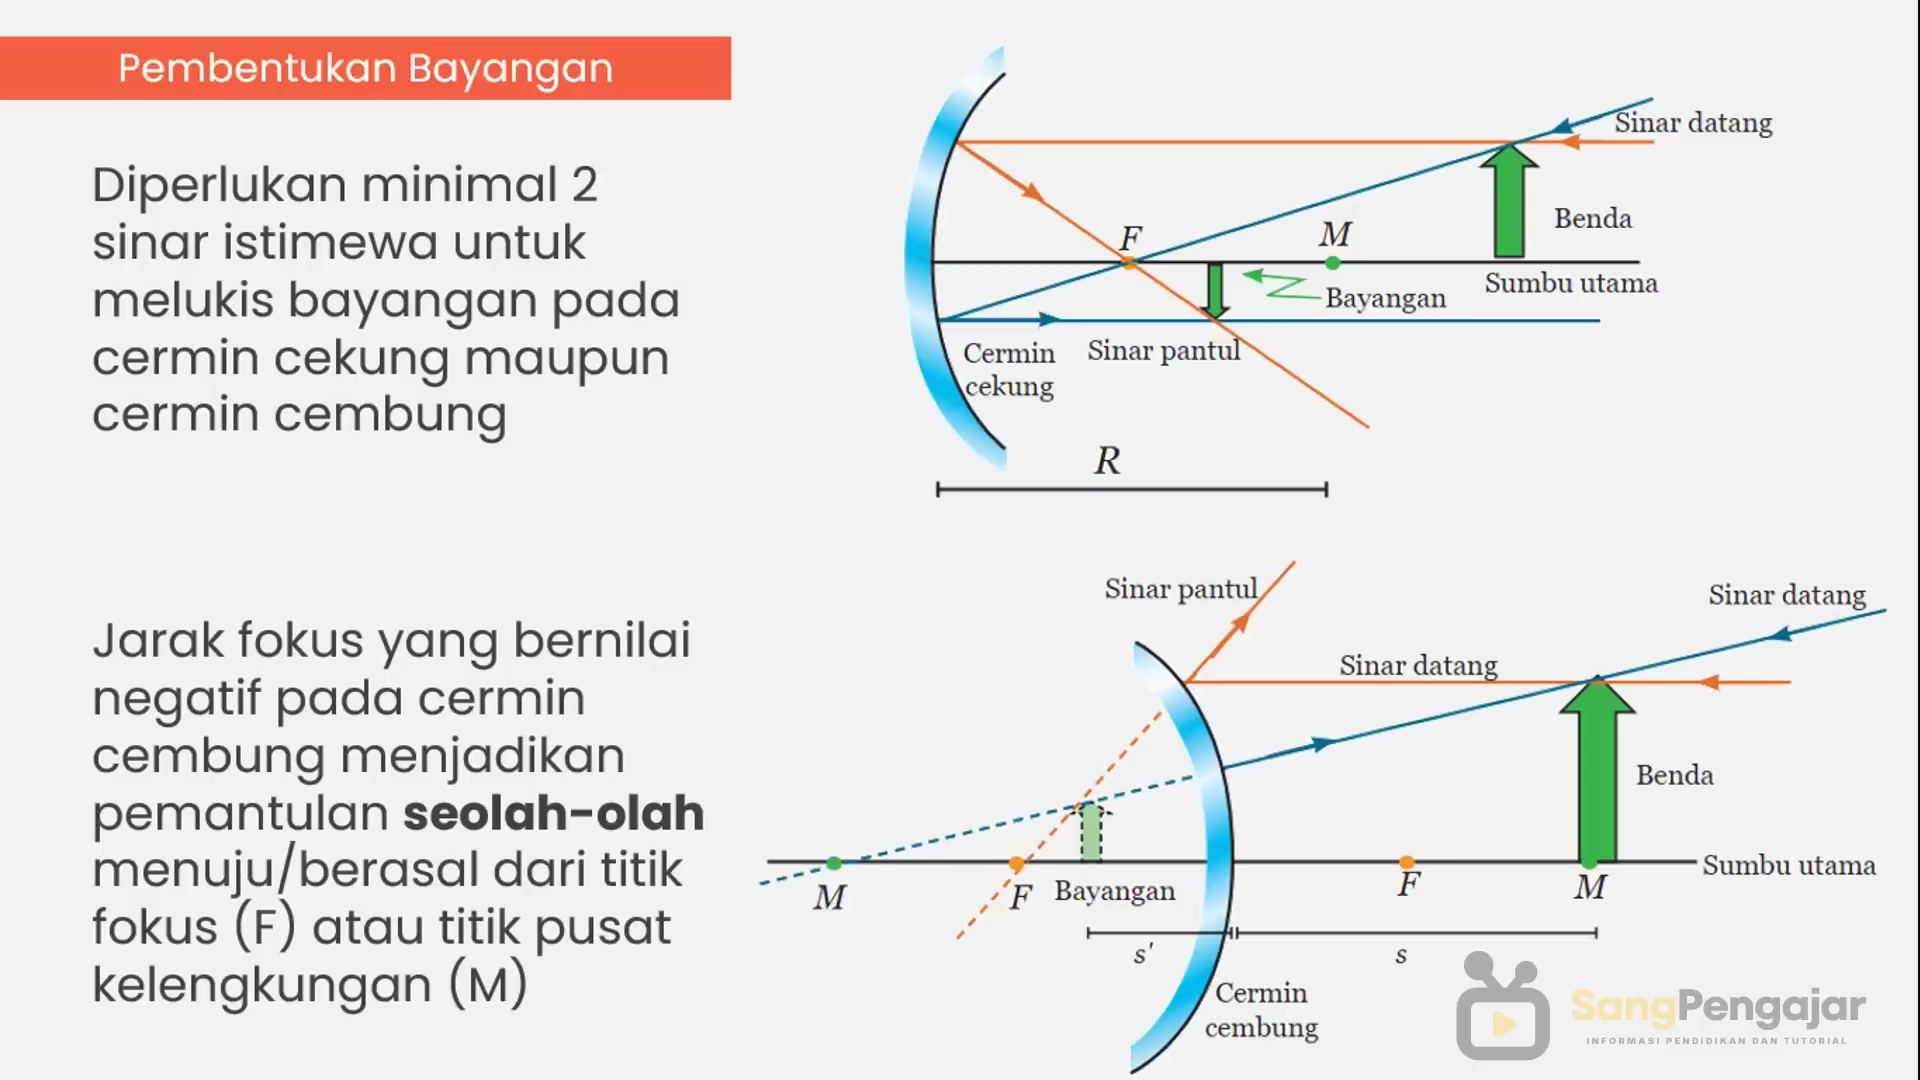 Pembentukan Bayangan
Diperlukan minimal 2
sinar istimewa untuk
melukis bayangan pada
cermin cekung maupun
cermin cembung
Sinar datang
Benda
F
M
Sumbu utama
Bayangan
Cermin
cekung
Sinar pantul
R
Jarak fokus yang bernilai
negatif pada cermin
cembung menjadikan
pemantulan seolah-olah
menuju/berasal dari titik
fokus (F) atau titik pusat
kelengkungan (M)
Sinar pantul
Sinar datang
Sinar datang
Benda
Sumbu utama
M
F
Bayangan
F
M
s'
s
Cermin
cembung
SangPengajar
INFORMASI PENDIDIKAN DAN TUTORIAL